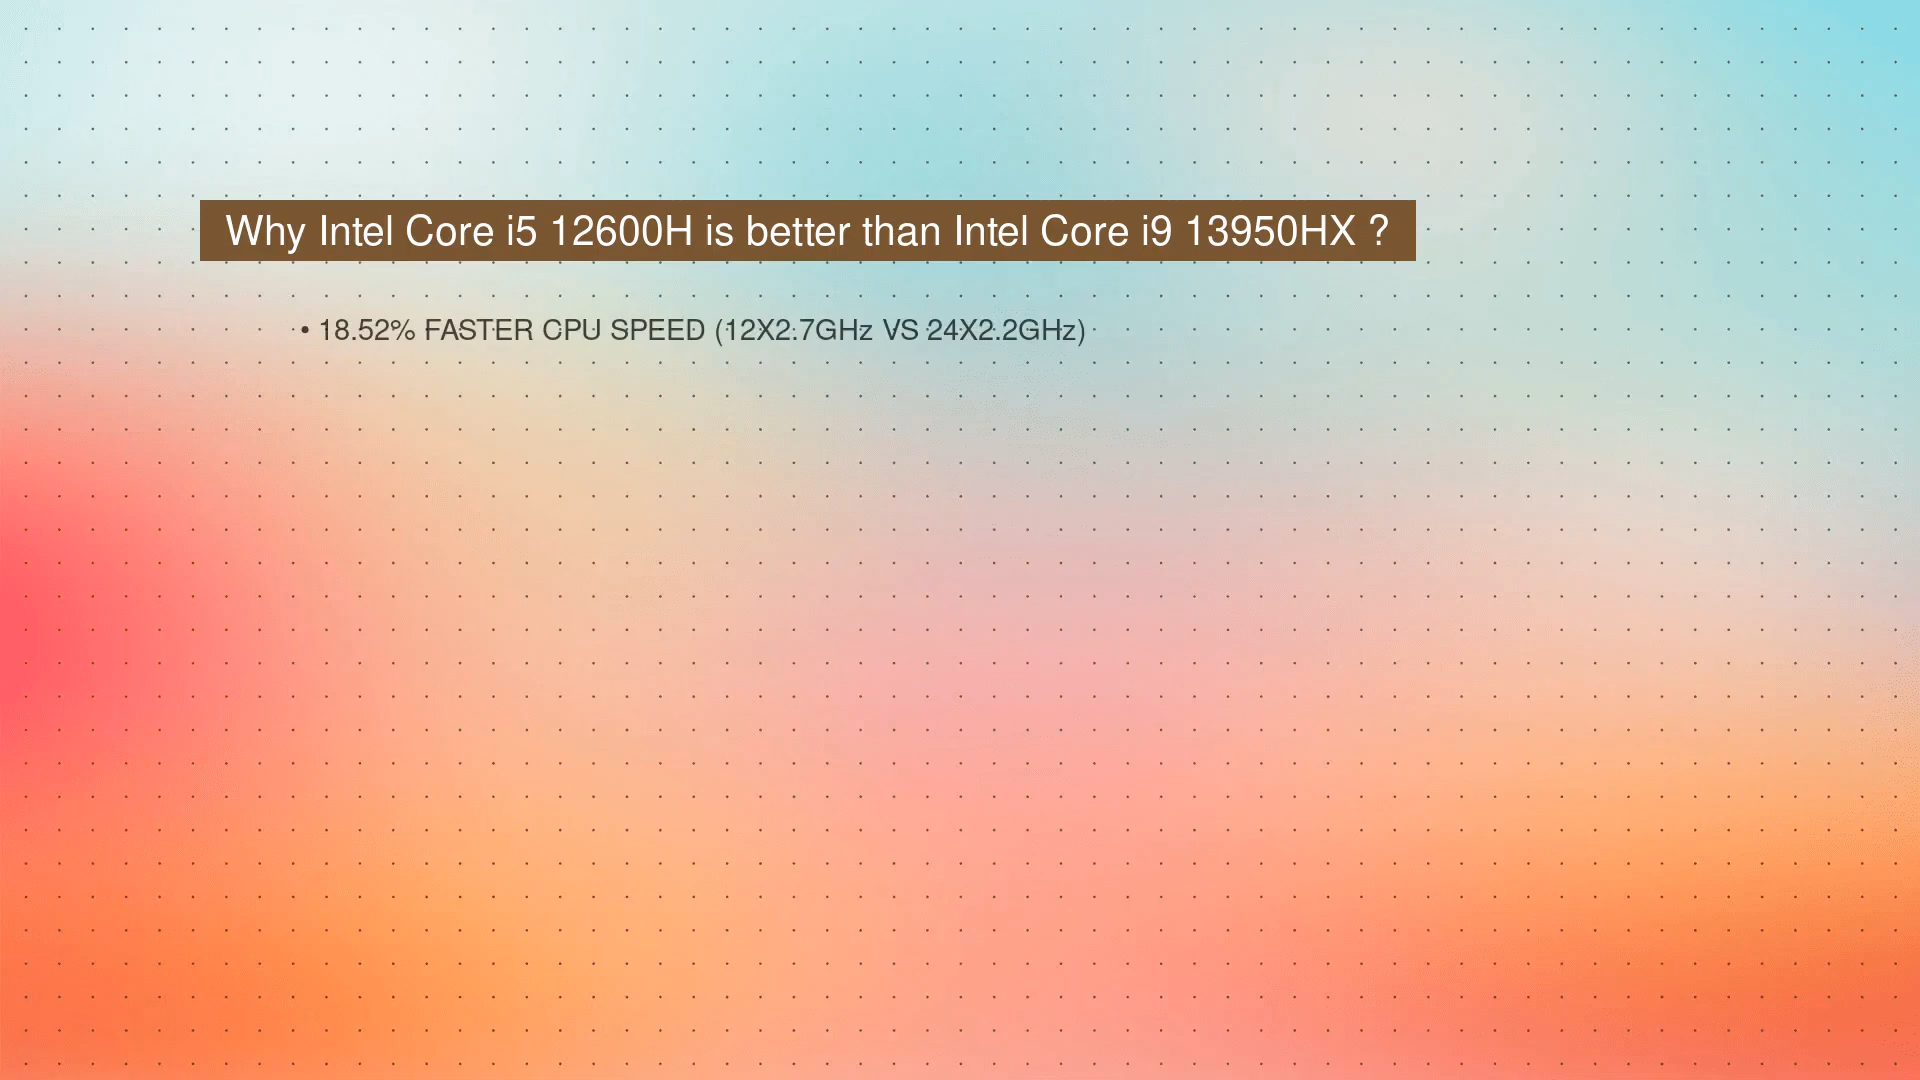 Why Intel Core i5 12600H is better than Intel Core i9 13950HX ?
• 18.52% FASTER CPU SPEED (12X2.7GHz VS 24X2.2GHz)